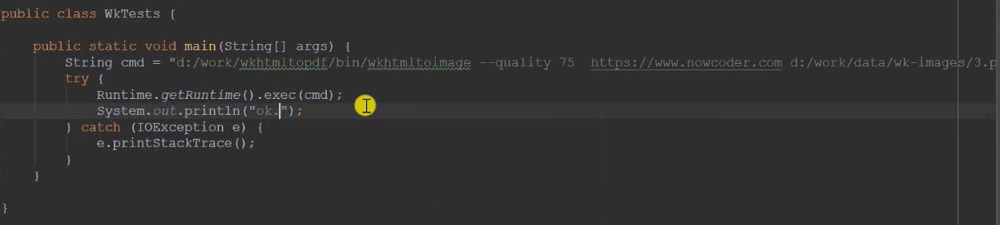 public class WkTests {
public static void main(String[] args) {
String cmd = "d:/work/wkhtmltopdf/bin/wkhtmltoimage --quality 75  https://www.nowcoder.com d:/work/data/wk-images/3.p
try {
Runtime.getRuntime().exec(cmd);
System.out.println("ok.");
} catch (IOException e) {
e.printStackTrace();
}
}
}